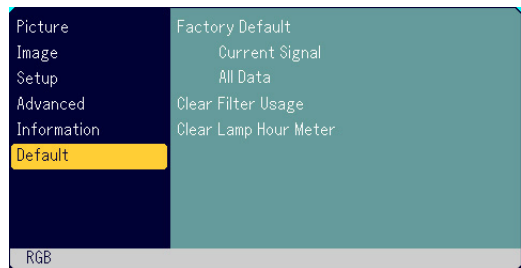 Picture
Image
Setup
Advanced
Information
Default
Factory Default
Current Signal
All Data
Clear Filter Usage
Clear Lamp Hour Meter
RGB